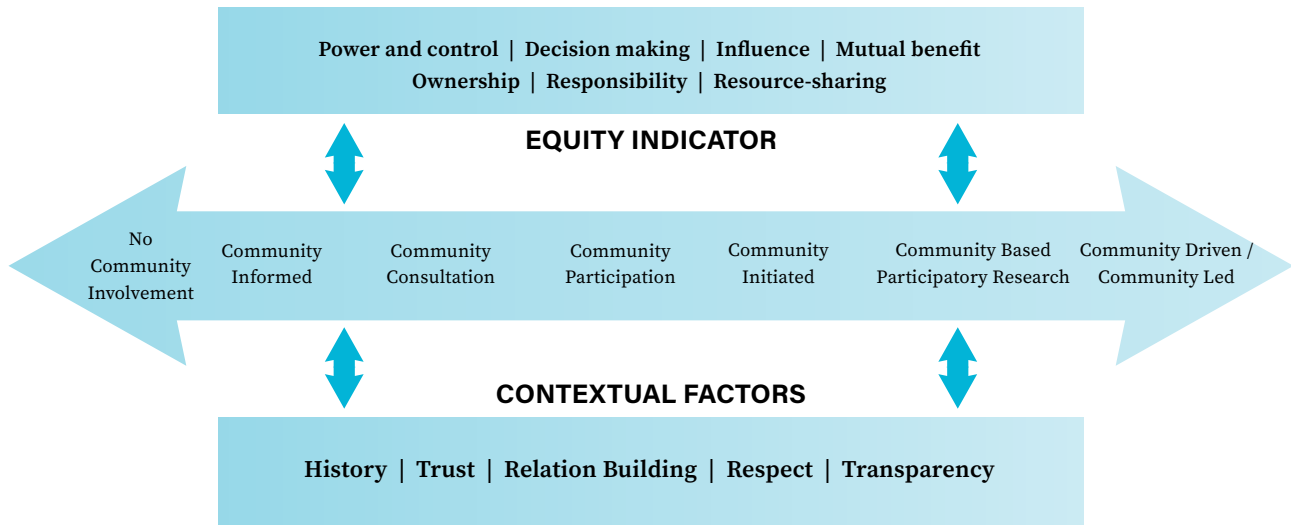 Power and control | Decision making | Influence | Mutual benefit
Ownership | Responsibility | Resource-sharing
EQUITY INDICATOR
No
Community
Involvement
Community
Informed
Community
Consultation
Community
Participation
Community
Initiated
Community Based
Participatory Research
Community Driven /
Community Led
CONTEXTUAL FACTORS
History | Trust | Relation Building | Respect | Transparency